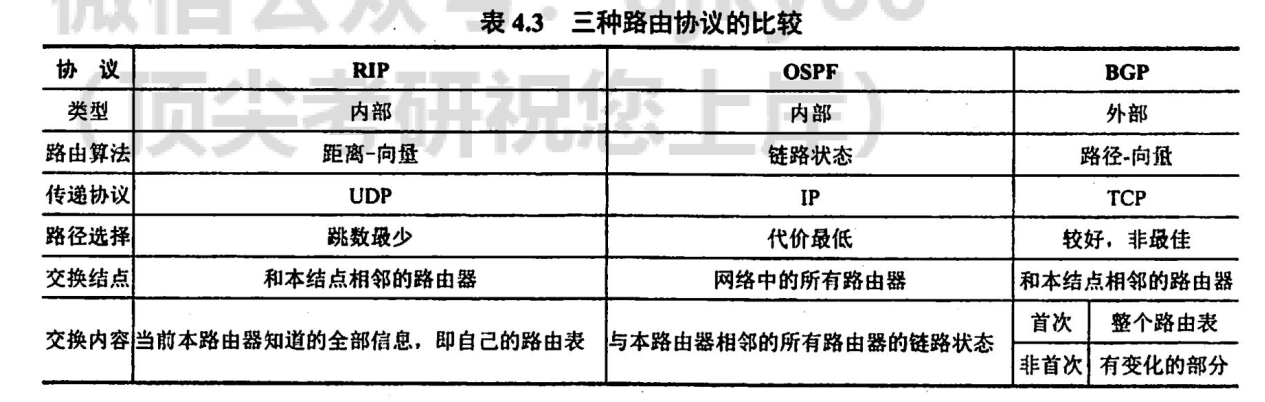 微信公众号：djky66
（顶尖考研祝您上岸）
表 4.3 三种路由协议的比较
协 议 RIP OSPF BGP
类型 内部 内部 外部
路由算法 距离-向量 链路状态 路径-向量
传递协议 UDP IP TCP
路径选择 跳数最少 代价最低 较好，非最佳
交换结点 和本结点相邻的路由器 网络中的所有路由器 和本结点相邻的路由器
交换内容 当前本路由器知道的全部信息，即自己的路由表 与本路由器相邻的所有路由器的链路状态 首次 整个路由表
非首次 有变化的部分